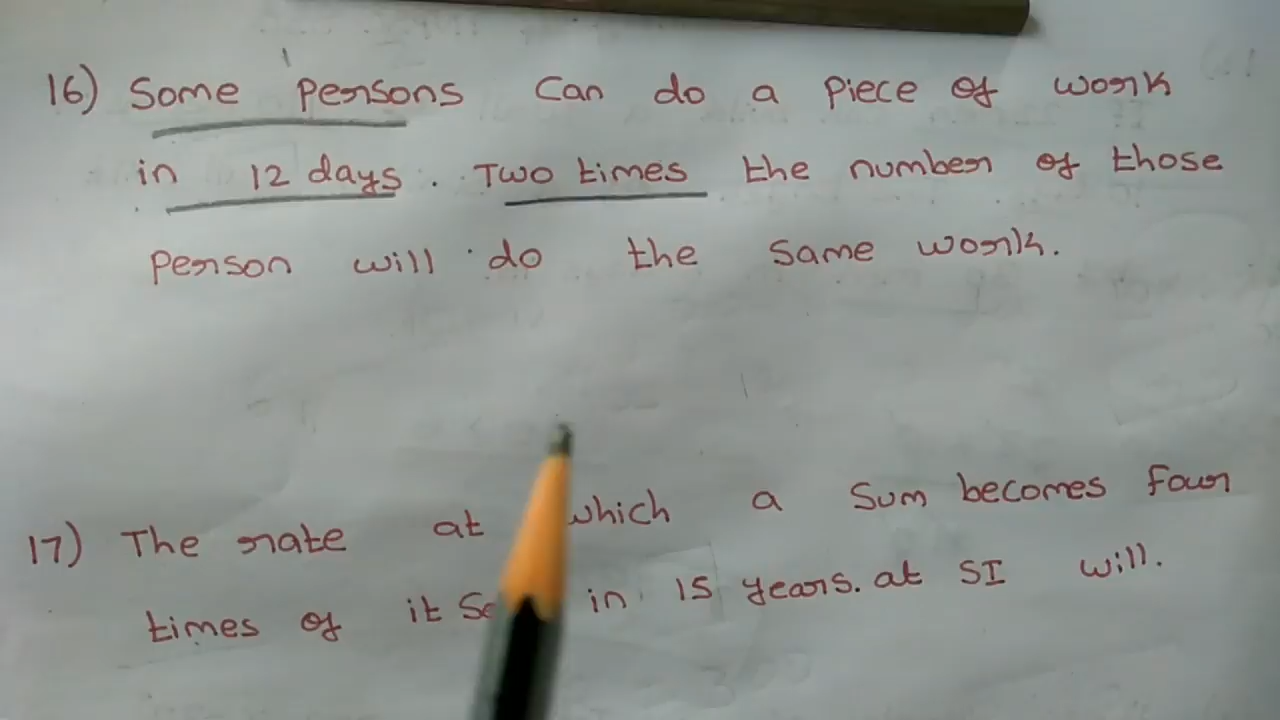 16) Some persons can do a piece of work
in 12 days. Two times the number of those
person will do the same work.
17) The rate at which a sum becomes four
times of in 15 years. at SI will.